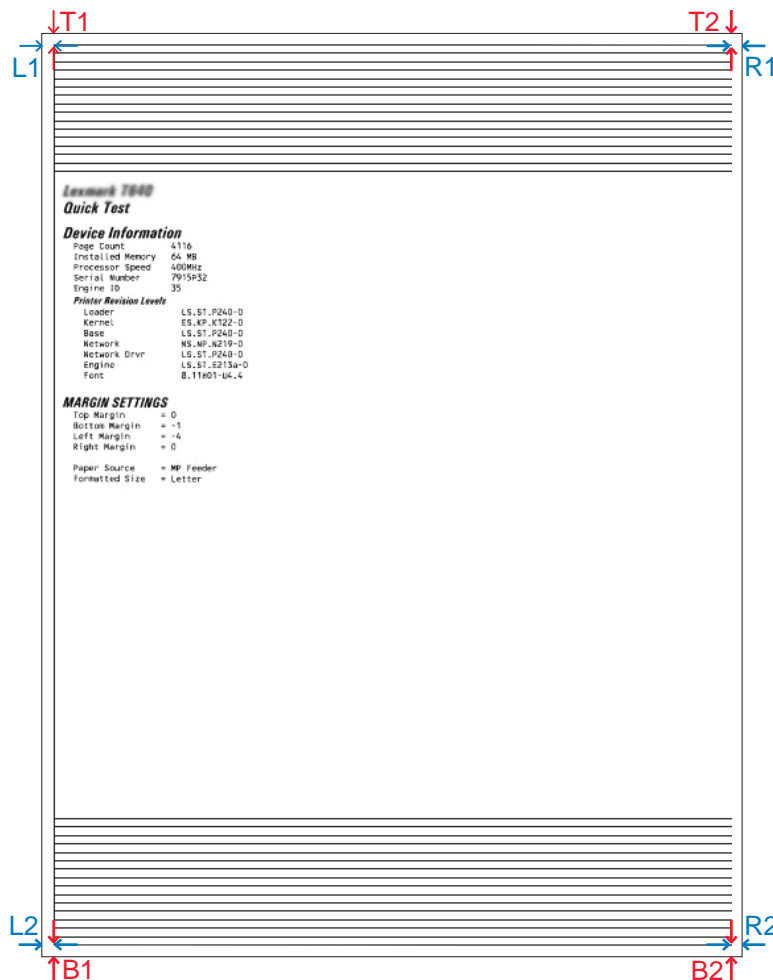 T1 T2
L1 R1
Lexmark T640
Quick Test
Device Information
Page Count 4116
Installed Memory 64 MB
Processor Speed 400MHz
Serial Number 7915P32
Engine ID 35
Printer Revision Levels
Loader LS.ST.P240-0
Kernel ES.KP.K122-0
Base LS.ST.P240-0
Network NS.NP.N219-0
Network Drvr LS.ST.P240-0
Engine LS.ST.E213a-0
Font B.11H01-U4.4
MARGIN SETTINGS
Top Margin = 0
Bottom Margin = -1
Left Margin = -4
Right Margin = 0
Paper Source = MP Feeder
Formatted Size = Letter
L2 R2
B1 B2